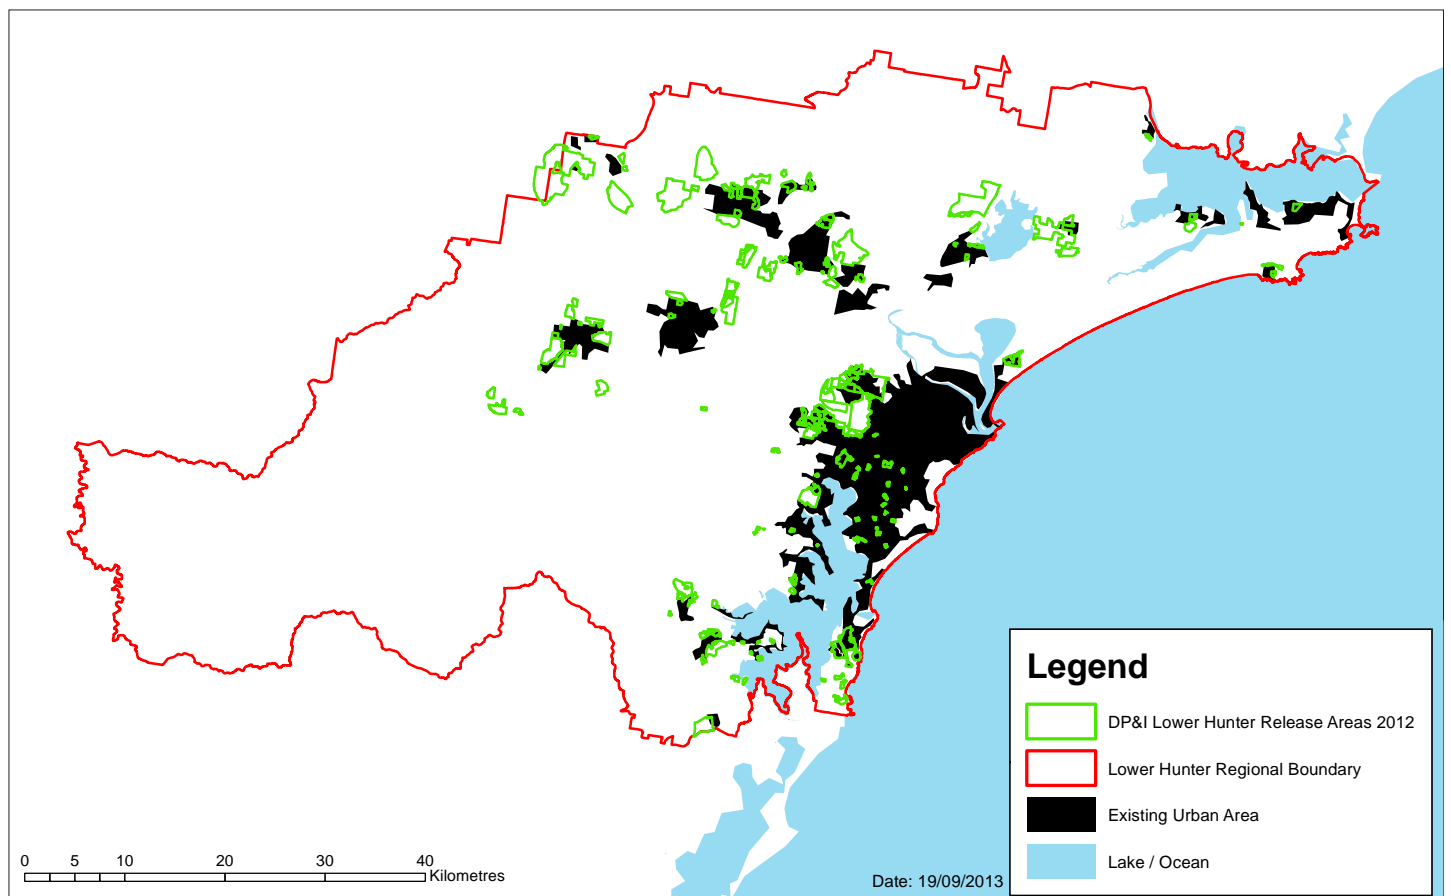 Legend
DP&I Lower Hunter Release Areas 2012
Lower Hunter Regional Boundary
Existing Urban Area
Lake / Ocean
0 5 10 20 30 40
Kilometres
Date: 19/09/2013